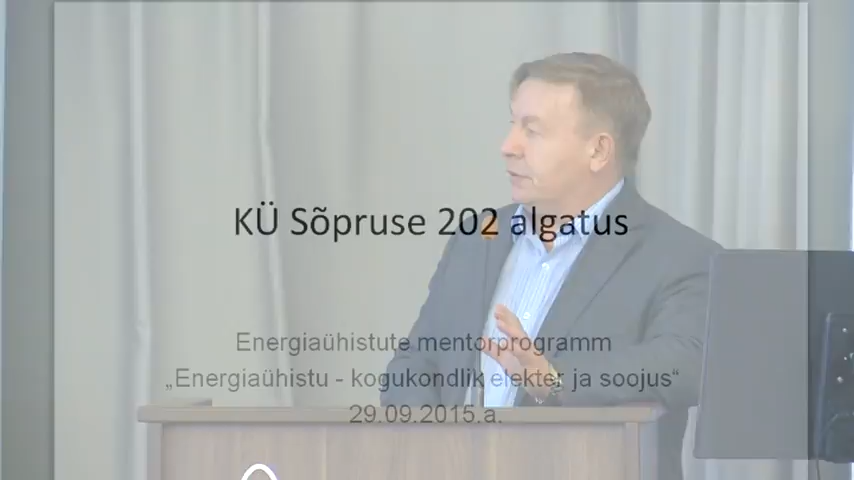 KÜ Sõpruse 202 algatus
Energiaühistute mentorprogramm
„Energiaühistu - kogukondlik elekter ja soojus“
29.09.2015.a.